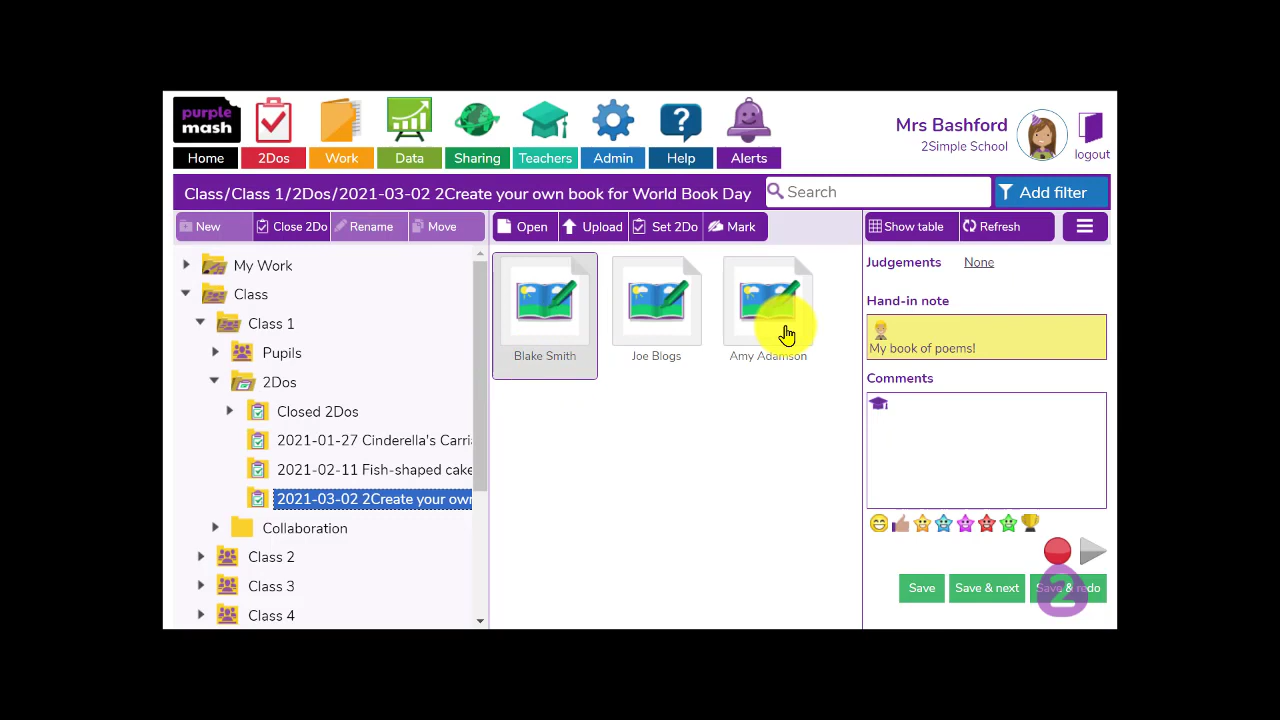 purple
mash
Home
2Dos
Work
Data
Sharing
Teachers
Admin
?
Help
Alerts
Mrs Bashford
2Simple School
logout
Class/Class 1/2Dos/2021-03-02 2Create your own book for World Book Day
Search
Add filter
New
Close 2Do
Rename
Move
Open
Upload
Set 2Do
Mark
Show table
Refresh
My Work
Class
Class 1
Pupils
2Dos
Closed 2Dos
2021-01-27 Cinderella's Carri
2021-02-11 Fish-shaped cake
2021-03-02 2Create your own
Collaboration
Class 2
Class 3
Class 4
Blake Smith
Joe Blogs
Amy Adamson
Judgements None
Hand-in note
My book of poems!
Comments
Save
Save & next
Save & redo
2